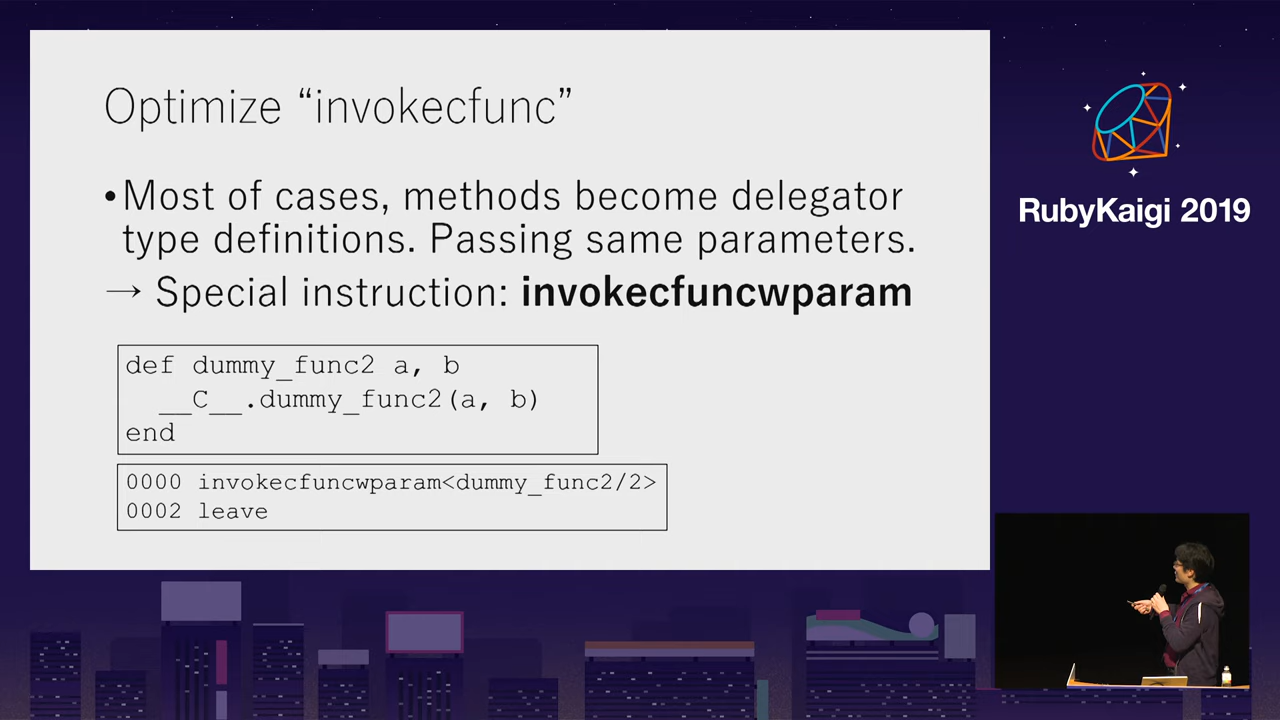 Optimize “invokecfunc”
•Most of cases, methods become delegator
type definitions. Passing same parameters.
→ Special instruction: invokecfuncwparam
def dummy_func2 a, b
__C__.dummy_func2(a, b)
end
0000 invokecfuncwparam<dummy_func2/2>
0002 leave
RubyKaigi 2019